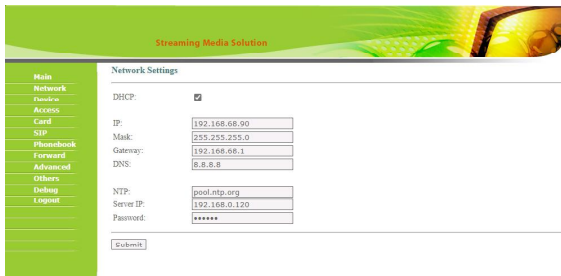 Streaming Media Solution
Main
Network
Device
Access
Card
SIP
Phonebook
Forward
Advanced
Others
Debug
Logout
Network Settings
DHCP:
IP: 192.168.68.90
Mask: 255.255.255.0
Gateway: 192.168.68.1
DNS: 8.8.8.8
NTP: pool.ntp.org
Server IP: 192.168.0.120
Password: ••••••
Submit